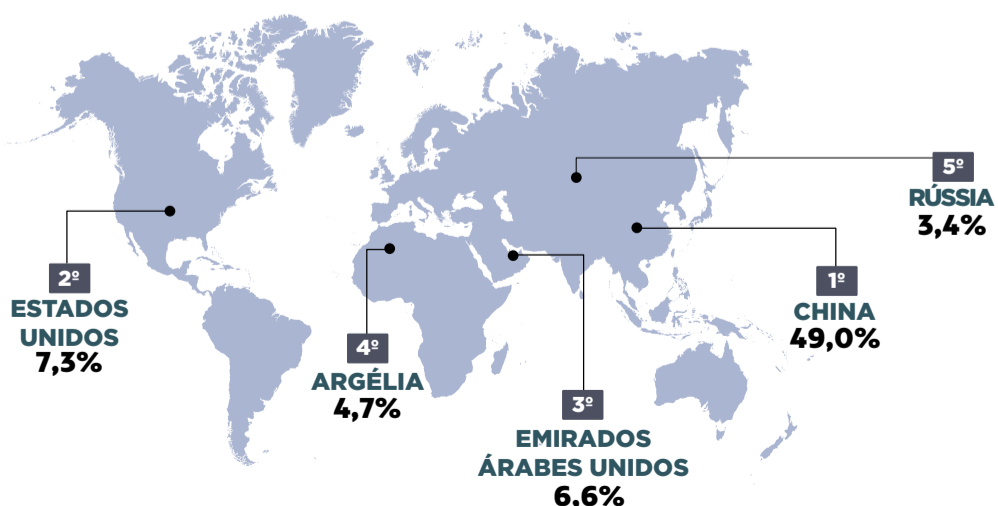 5º
RÚSSIA
3,4%
2º
ESTADOS
UNIDOS
7,3%
1º
CHINA
49,0%
4º
ARGÉLIA
4,7%
3º
EMIRADOS
ÁRABES UNIDOS
6,6%